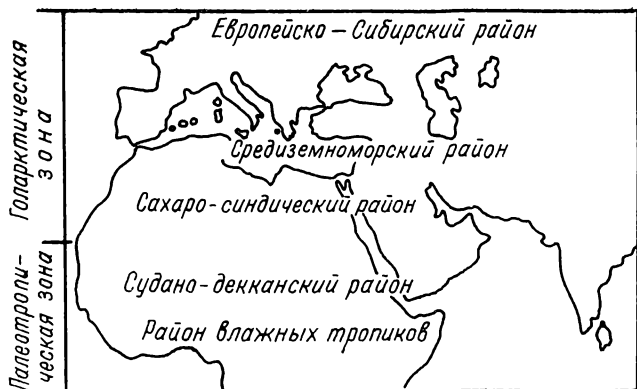 Европейско - Сибирский район
Средиземноморский район
Сахаро-синдический район
Судано-декканский район
Район влажных тропиков
Голарктическая
зона
Палеотропи-
ческая зона